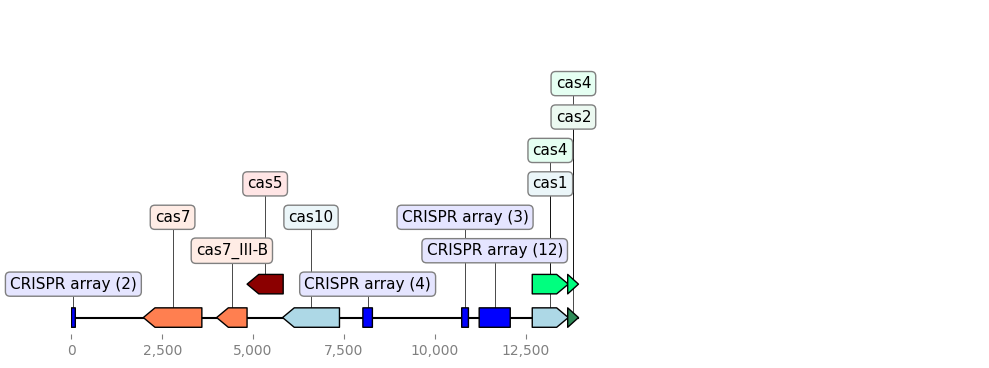 cas4
cas2
cas4
cas5
cas1
cas7
cas10
CRISPR array (3)
cas7_III-B
CRISPR array (12)
CRISPR array (2)
CRISPR array (4)
0
2,500
5,000
7,500
10,000
12,500